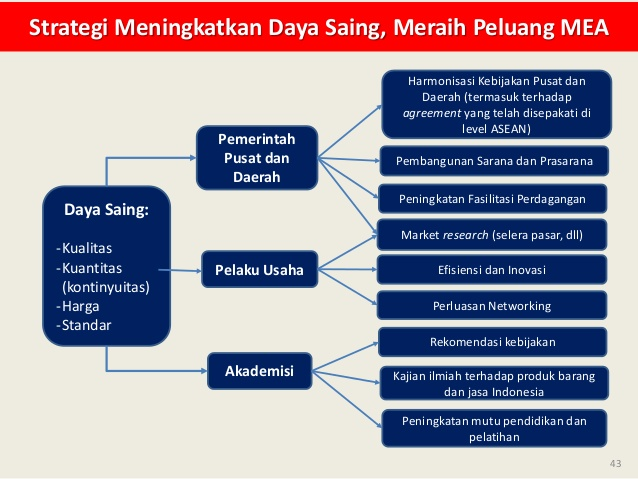 Strategi Meningkatkan Daya Saing, Meraih Peluang MEA
Daya Saing:
-Kualitas
-Kuantitas
(kontinyuitas)
-Harga
-Standar
Pemerintah
Pusat dan
Daerah
Pelaku Usaha
Akademisi
Harmonisasi Kebijakan Pusat dan
Daerah (termasuk terhadap
agreement yang telah disepakati di
level ASEAN)
Pembangunan Sarana dan Prasarana
Peningkatan Fasilitasi Perdagangan
Market research (selera pasar, dll)
Efisiensi dan Inovasi
Perluasan Networking
Rekomendasi kebijakan
Kajian ilmiah terhadap produk barang
dan jasa Indonesia
Peningkatan mutu pendidikan dan
pelatihan
43